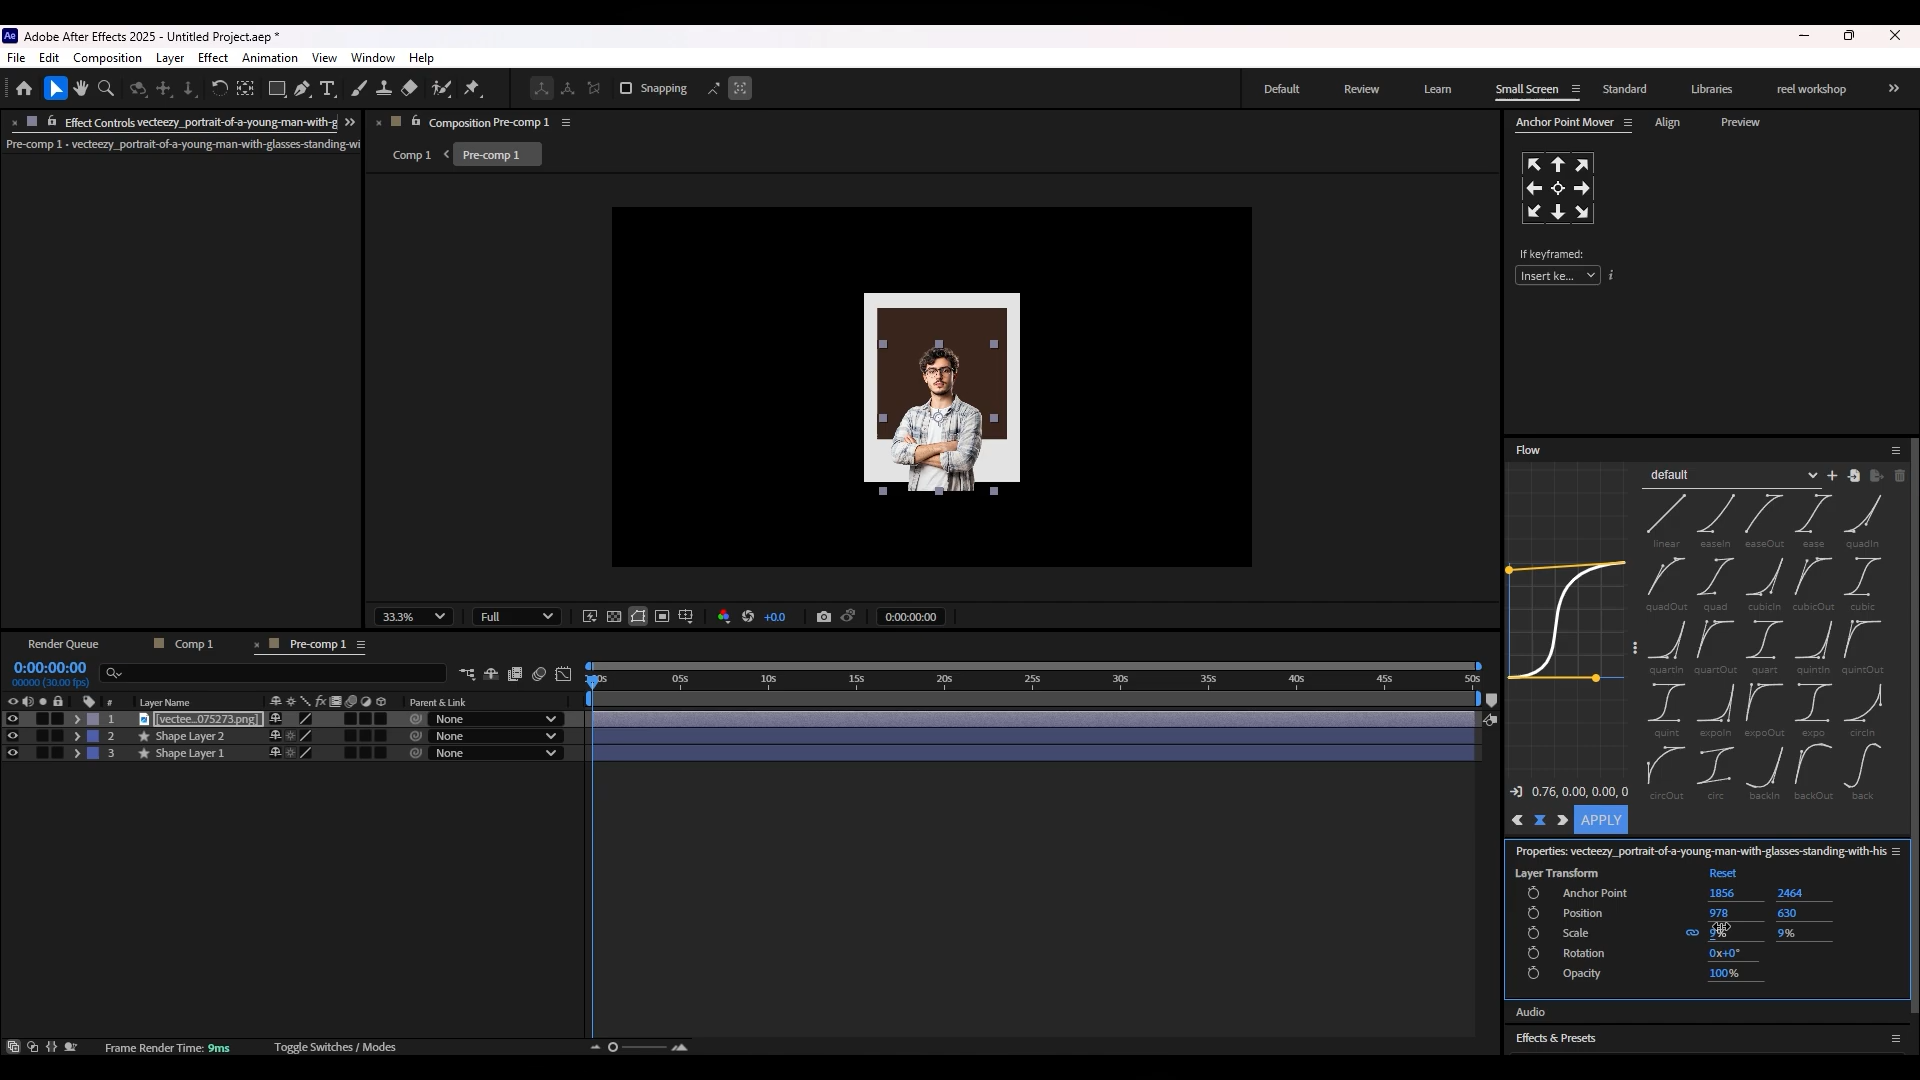 Ae Adobe After Effects 2025 - Untitled Project.aep *
File Edit Composition Layer Effect Animation View Window Help
Snapping
Default Review Learn Small Screen Standard Libraries reel workshop
Effect Controls vecteezy_portrait-of-a-young-man-with-g
Composition Pre-comp 1
Anchor Point Mover Align Preview
Pre-comp 1 • vecteezy_portrait-of-a-young-man-with-glasses-standing-wi
Comp 1 Pre-comp 1
If keyframed:
Insert ke... i
Flow
default
linear easeIn easeOut ease quadIn
quadOut quad cubicIn cubicOut cubic
quartIn quartOut quart quintIn quintOut
quint expoIn expoOut expo circIn
circOut circ backIn backOut back
0.76, 0.00, 0.00, 0
APPLY
33.3% Full +0.0 0:00:00:00
Render Queue Comp 1 Pre-comp 1
0:00:00:00
00000 (30.00 fps)
05s 10s 15s 20s 25s 30s 35s 40s 45s 50s
# Layer Name fx Parent & Link
1 [vectee...075273.png] None
2 Shape Layer 2 None
3 Shape Layer 1 None
Properties: vecteezy_portrait-of-a-young-man-with-glasses-standing-with-his
Layer Transform Reset
Anchor Point 1856 2464
Position 978 630
Scale 9% 9%
Rotation 0x+0°
Opacity 100%
Audio
Effects & Presets
Frame Render Time: 9ms Toggle Switches / Modes